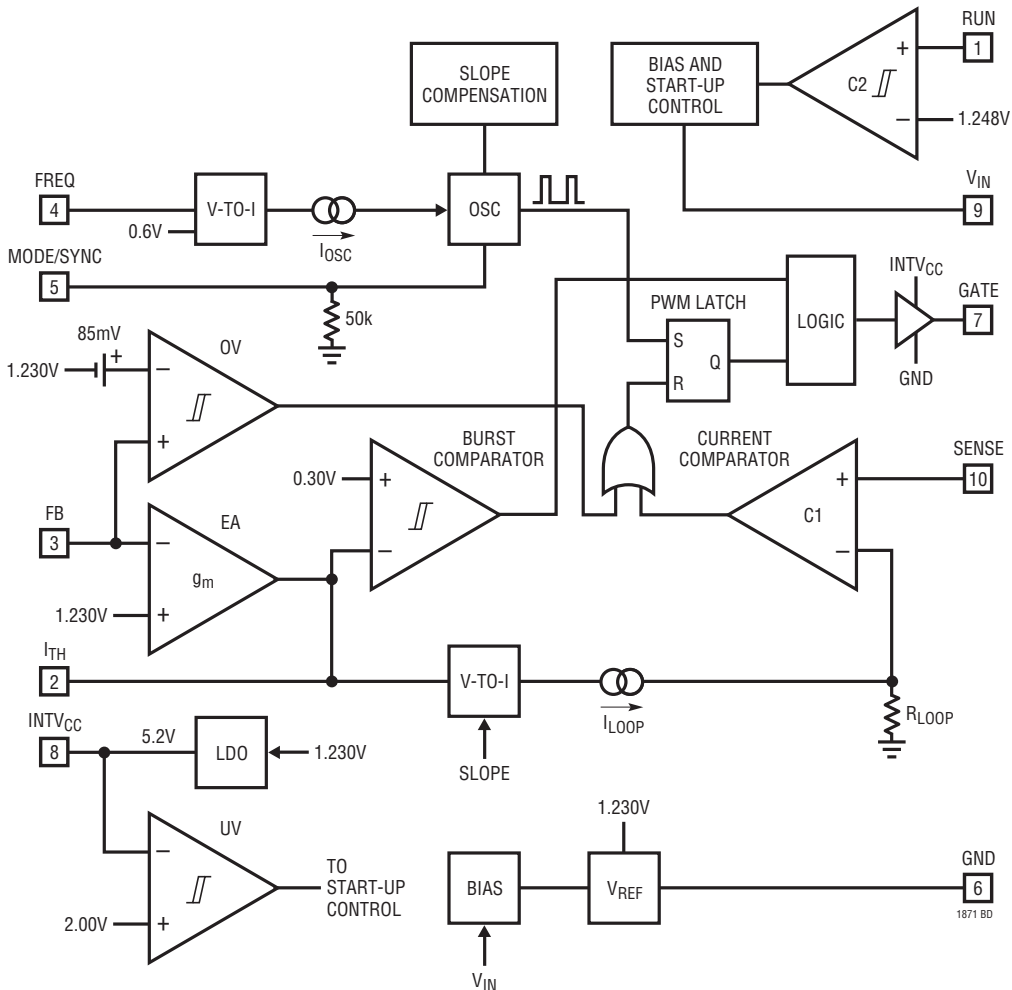 RUN
1
SLOPE
COMPENSATION
BIAS AND
START-UP
CONTROL
+
C2
–
1.248V
FREQ
4
V-TO-I
0.6V
IOSC
OSC
VIN
9
MODE/SYNC
5
50k
INTVCC
PWM LATCH
LOGIC
GATE
7
GND
S
Q
R
85mV
+
1.230V
–
OV
+
BURST
COMPARATOR
0.30V
+
–
CURRENT
COMPARATOR
+
C1
–
SENSE
10
FB
3
EA
–
gm
1.230V
+
ITH
2
V-TO-I
ILOOP
RLOOP
SLOPE
INTVCC
8
5.2V
LDO
1.230V
UV
–
2.00V
+
TO
START-UP
CONTROL
1.230V
BIAS
VREF
GND
6
1871 BD
VIN